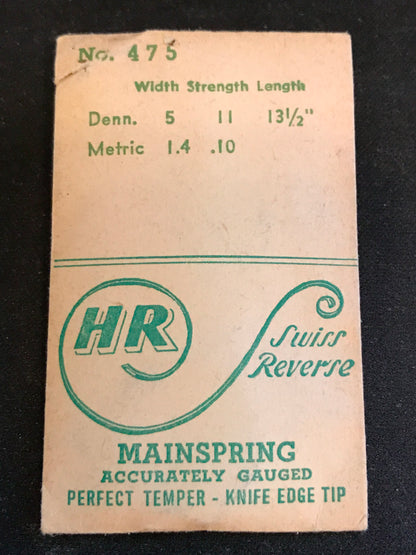 No. 475
Width Strength Length
Denn. 5 11 13½"
Metric 1.4 .10
HR
Swiss
Reverse
MAINSPRING
ACCURATELY GAUGED
PERFECT TEMPER - KNIFE EDGE TIP